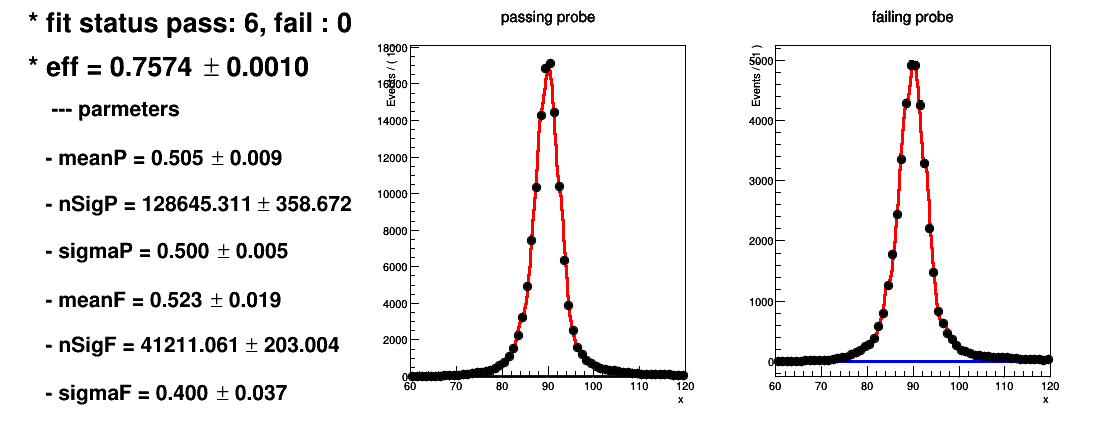 * fit status pass: 6, fail : 0
* eff = 0.7574 ± 0.0010
--- parmeters
- meanP = 0.505 ± 0.009
- nSigP = 128645.311 ± 358.672
- sigmaP = 0.500 ± 0.005
- meanF = 0.523 ± 0.019
- nSigF = 41211.061 ± 203.004
- sigmaF = 0.400 ± 0.037
passing probe
Events / ( 1 )
18000
16000
14000
12000
10000
8000
6000
4000
2000
0
60 70 80 90 100 110 120
x
failing probe
Events / ( 1 )
5000
4000
3000
2000
1000
0
60 70 80 90 100 110 120
x